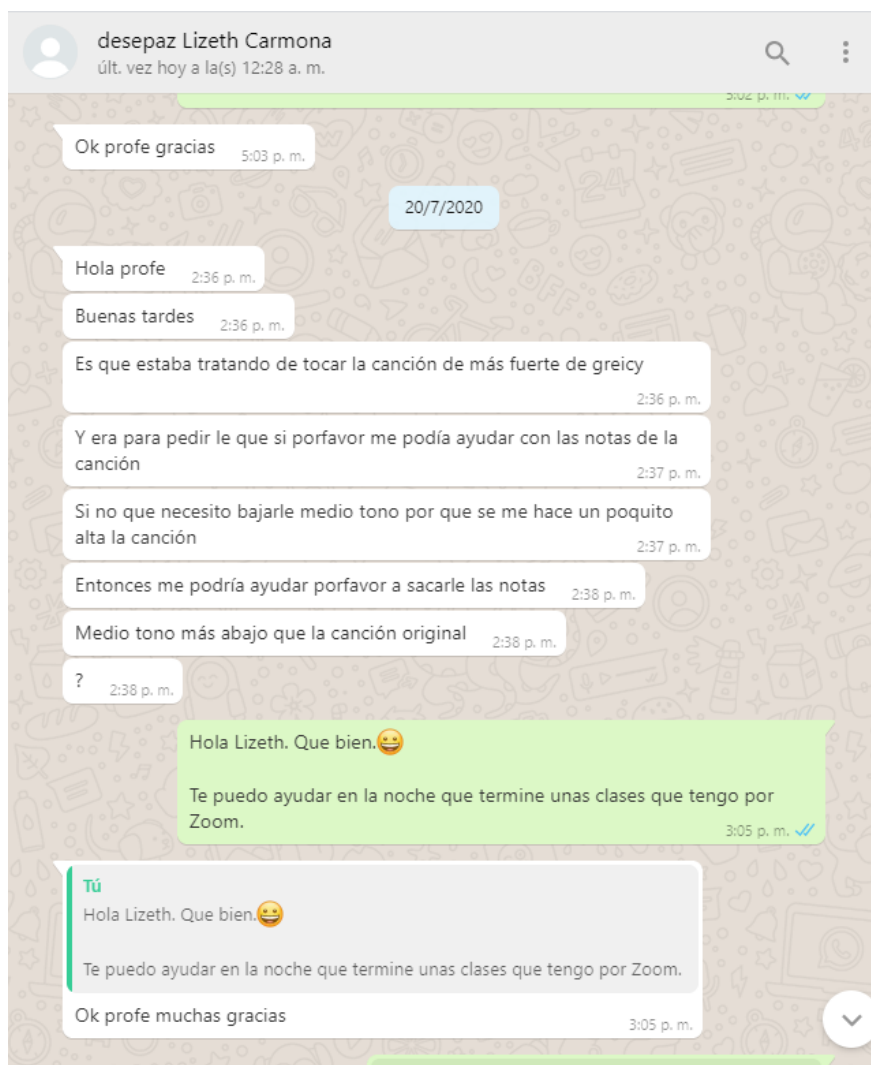 desepaz Lizeth Carmona
últ. vez hoy a la(s) 12:28 a. m.
5:02 p. m.
Ok profe gracias 5:03 p. m.
20/7/2020
Hola profe 2:36 p. m.
Buenas tardes 2:36 p. m.
Es que estaba tratando de tocar la canción de más fuerte de greicy
2:36 p. m.
Y era para pedir le que si porfavor me podía ayudar con las notas de la
canción 2:37 p. m.
Si no que necesito bajarle medio tono por que se me hace un poquito
alta la canción 2:37 p. m.
Entonces me podría ayudar porfavor a sacarle las notas 2:38 p. m.
Medio tono más abajo que la canción original 2:38 p. m.
? 2:38 p. m.
Hola Lizeth. Que bien.😀
Te puedo ayudar en la noche que termine unas clases que tengo por
Zoom. 3:05 p. m.
Tú
Hola Lizeth. Que bien.😀
Te puedo ayudar en la noche que termine unas clases que tengo por Zoom.
Ok profe muchas gracias 3:05 p. m.